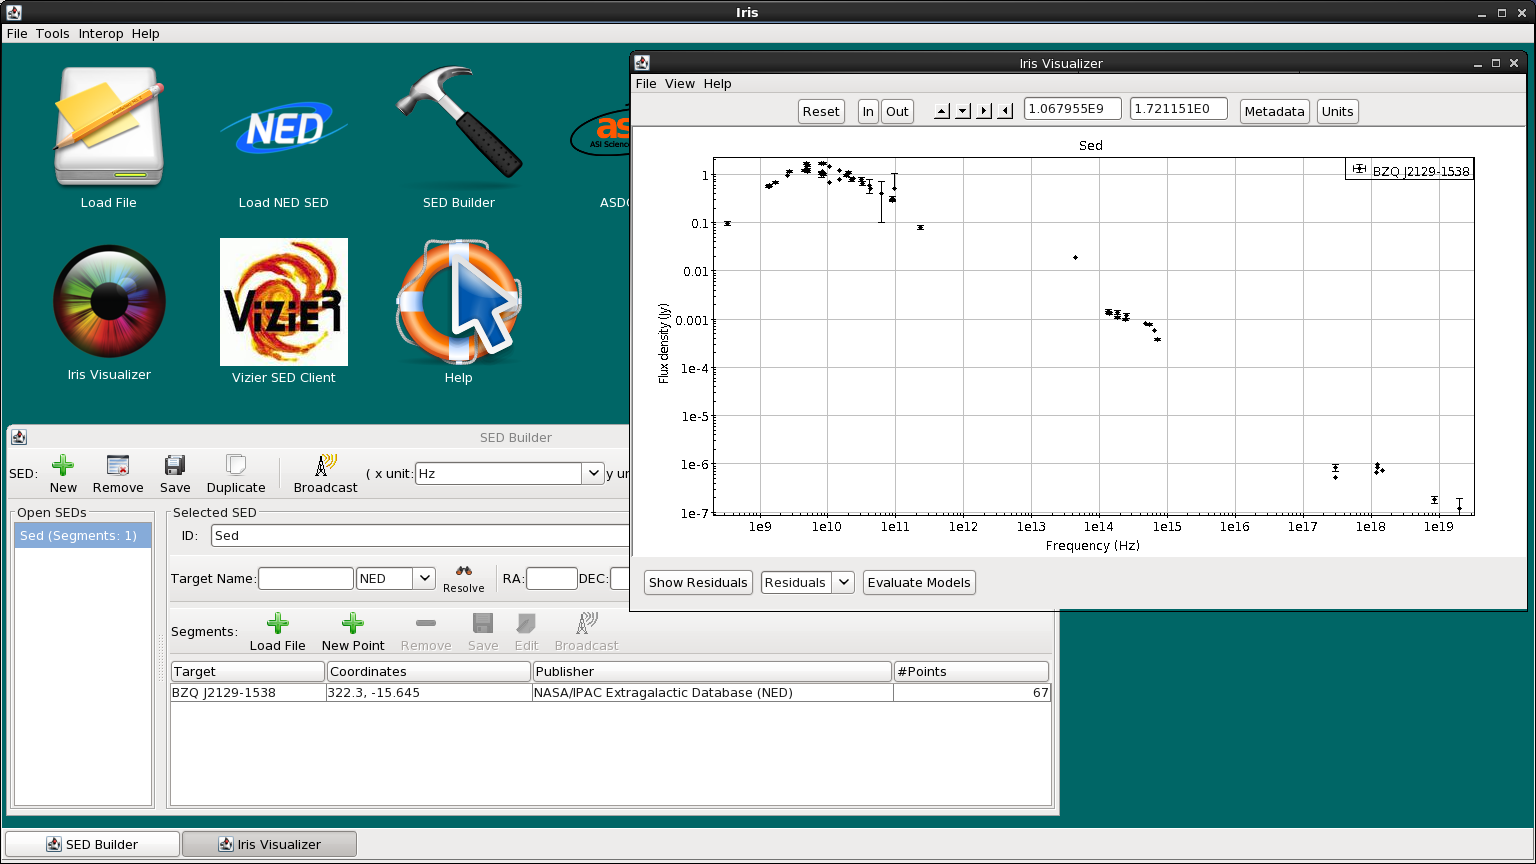 Iris
File Tools Interop Help
NED
as
ASI Science
Load File
Load NED SED
SED Builder
ASDC
VIZIER
Iris Visualizer
Vizier SED Client
Help
SED Builder
SED:
New
Remove
Save
Duplicate
Broadcast
( x unit:
Hz
y un
Open SEDs
Sed (Segments: 1)
Selected SED
ID: Sed
Target Name:
NED
Resolve
RA:
DEC:
Segments:
Load File
New Point
Remove
Save
Edit
Broadcast
Target Coordinates Publisher #Points
BZQ J2129-1538 322.3, -15.645 NASA/IPAC Extragalactic Database (NED) 67
Iris Visualizer
File View Help
Reset In Out 1.067955E9 1.721151E0 Metadata Units
Sed
BZQ J2129-1538
Flux density (Jy)
1
0.1
0.01
0.001
1e-4
1e-5
1e-6
1e-7
1e9 1e10 1e11 1e12 1e13 1e14 1e15 1e16 1e17 1e18 1e19
Frequency (Hz)
Show Residuals Residuals Evaluate Models
SED Builder
Iris Visualizer